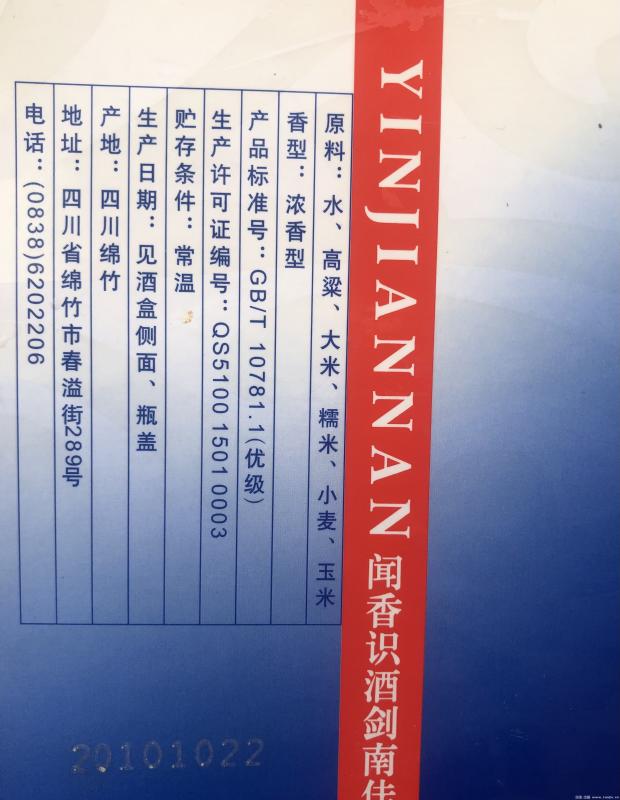 YINJIANNAN 闻香识酒剑南佳
原料：水、高粱、大米、糯米、小麦、玉米
香型：浓香型
产品标准号：GB/T 10781.1(优级)
生产许可证编号：QS5100 1501 0003
贮存条件：常温
生产日期：见酒盒侧面、瓶盖
产地：四川绵竹
地址：四川省绵竹市春溢街289号
电话：(0838)6202206
20101022